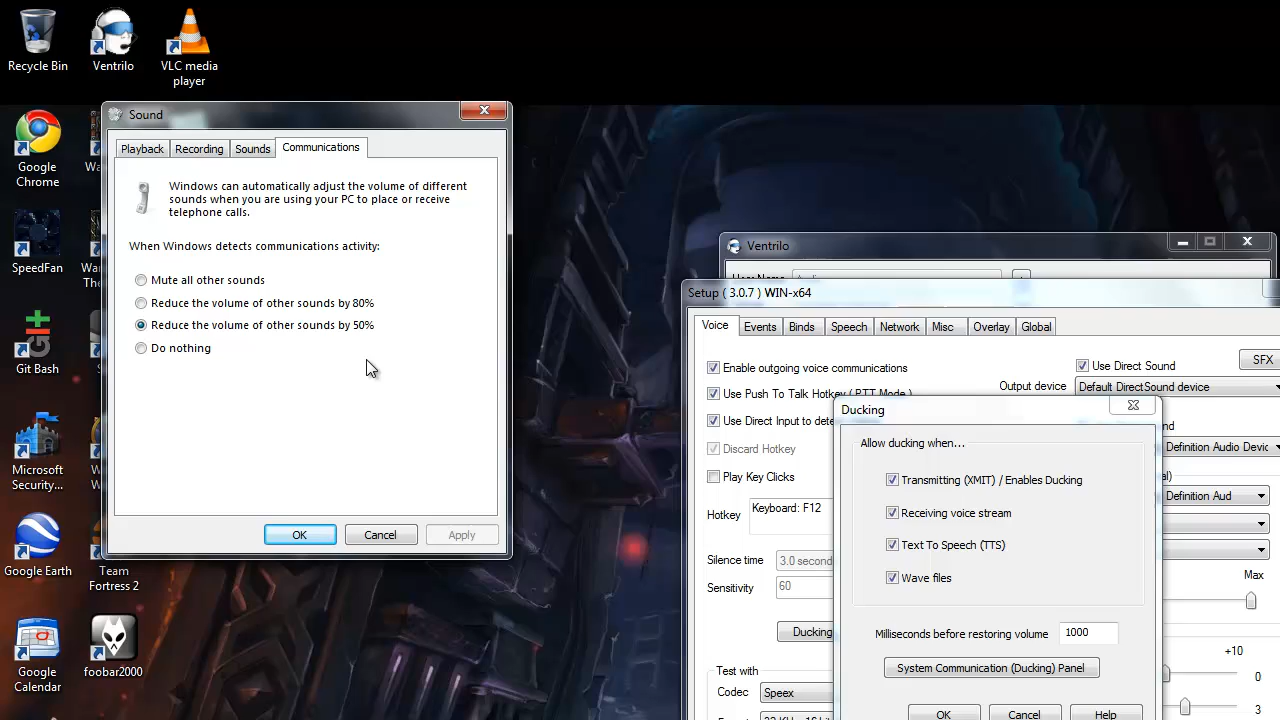 Recycle Bin
Ventrilo
VLC media
player
Google
Chrome
SpeedFan
Git Bash
Microsoft
Security...
Google Earth
Team
Fortress 2
Google
Calendar
foobar2000
Sound
Playback
Recording
Sounds
Communications
Windows can automatically adjust the volume of different
sounds when you are using your PC to place or receive
telephone calls.
When Windows detects communications activity:
Mute all other sounds
Reduce the volume of other sounds by 80%
Reduce the volume of other sounds by 50%
Do nothing
OK
Cancel
Apply
Ventrilo
Setup ( 3.0.7 ) WIN-x64
Voice
Events
Binds
Speech
Network
Misc
Overlay
Global
Enable outgoing voice communications
Use Push To Talk Hotkey ( PTT Mode )
Use Direct Input to dete
Discard Hotkey
Play Key Clicks
Hotkey
Keyboard: F12
Silence time
3.0 second
Sensitivity
60
Ducking
Test with
Codec
Speex
Use Direct Sound
SFX
Output device
Default DirectSound device
Definition Audio Devic
Definition Aud
Max
+10
0
3
Ducking
Allow ducking when...
Transmitting (XMIT) / Enables Ducking
Receiving voice stream
Text To Speech (TTS)
Wave files
Milliseconds before restoring volume
1000
System Communication (Ducking) Panel
OK
Cancel
Help